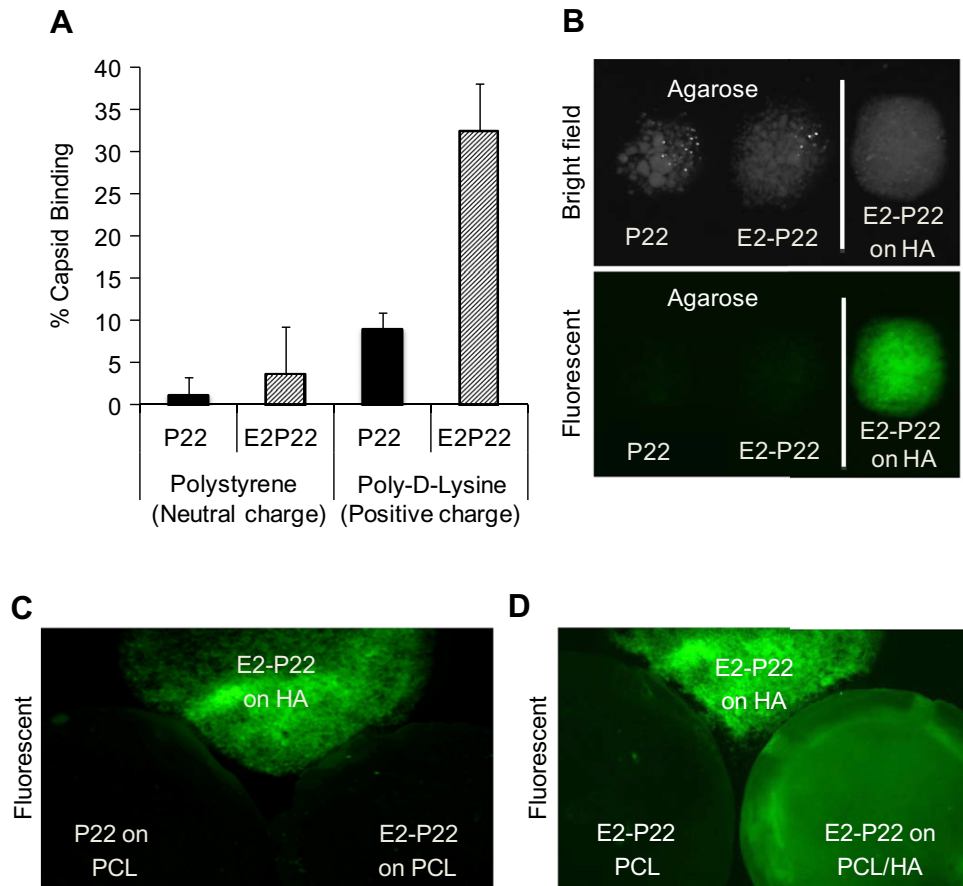 A
% Capsid Binding
40
35
30
25
20
15
10
5
0
P22
E2P22
P22
E2P22
Polystyrene
(Neutral charge)
Poly-D-Lysine
(Positive charge)
B
Bright field
Agarose
P22
E2-P22
E2-P22
on HA
Fluorescent
Agarose
P22
E2-P22
E2-P22
on HA
C
Fluorescent
E2-P22
on HA
P22 on
PCL
E2-P22
on PCL
D
Fluorescent
E2-P22
on HA
E2-P22
PCL
E2-P22 on
PCL/HA